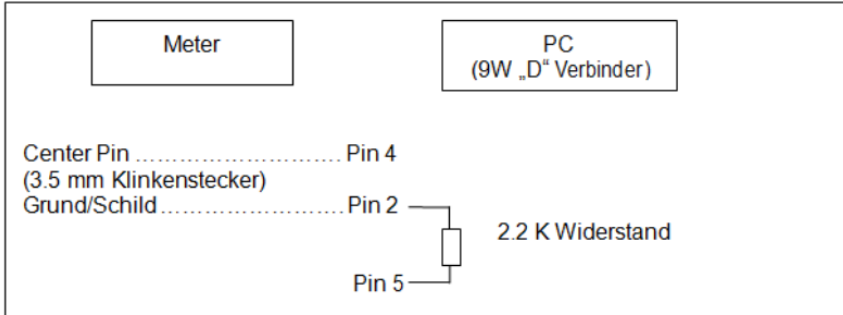 Meter
PC
(9W „D“ Verbinder)
Center Pin ............................ Pin 4
(3.5 mm Klinkenstecker)
Grund/Schild......................... Pin 2
2.2 K Widerstand
Pin 5